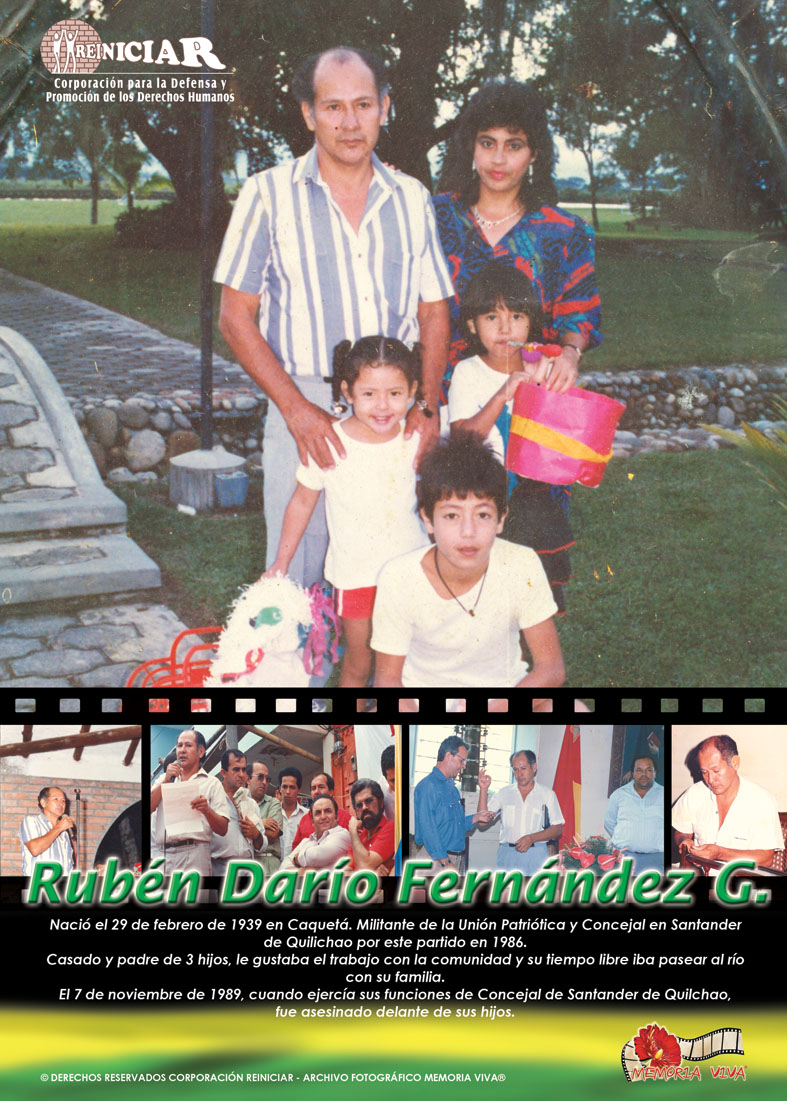 REINICIAR
Corporación para la Defensa y
Promoción de los Derechos Humanos
Rubén Darío Fernández G.
Nació el 29 de febrero de 1939 en Caquetá. Militante de la Unión Patriótica y Concejal en Santander
de Quilichao por este partido en 1986.
Casado y padre de 3 hijos, le gustaba el trabajo con la comunidad y su tiempo libre iba pasear al río
con su familia.
El 7 de noviembre de 1989, cuando ejercía sus funciones de Concejal de Santander de Quilchao,
fue asesinado delante de sus hijos.
MEMORIA VIVA®
© DERECHOS RESERVADOS CORPORACIÓN REINICIAR - ARCHIVO FOTOGRÁFICO MEMORIA VIVA®